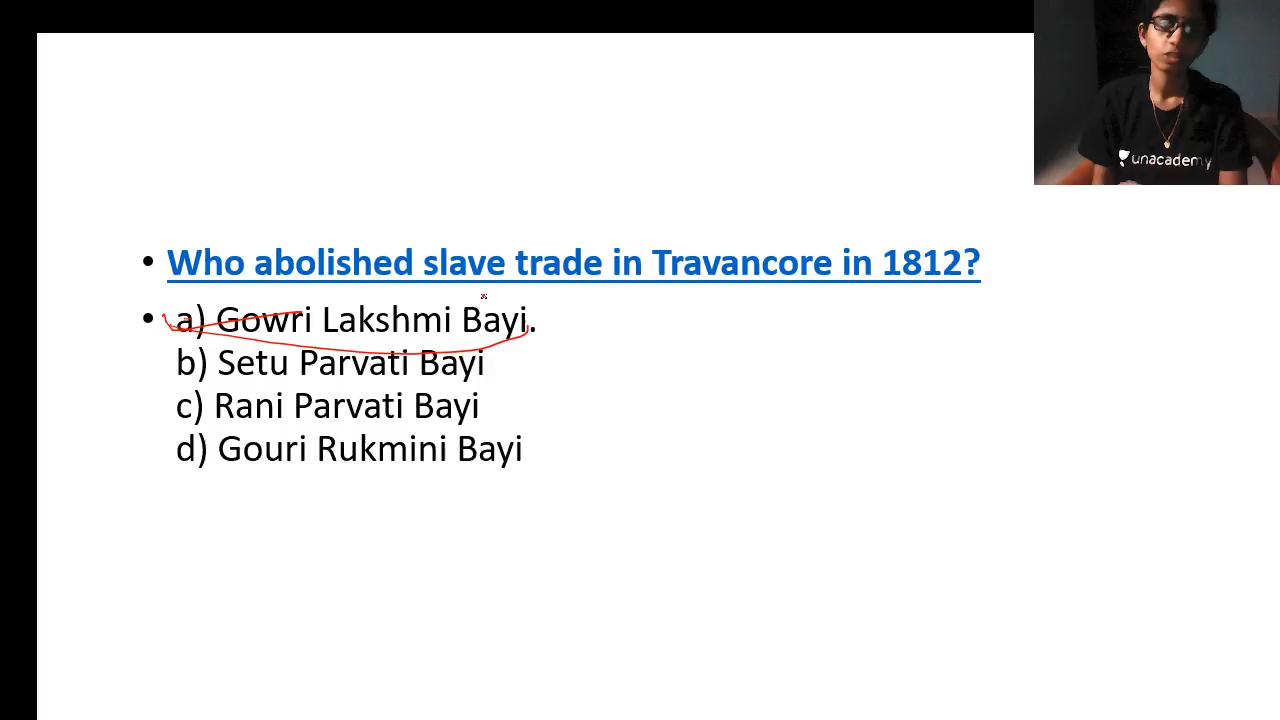 unacademy
• Who abolished slave trade in Travancore in 1812?
• a) Gowri Lakshmi Bayi.
b) Setu Parvati Bayi
c) Rani Parvati Bayi
d) Gouri Rukmini Bayi